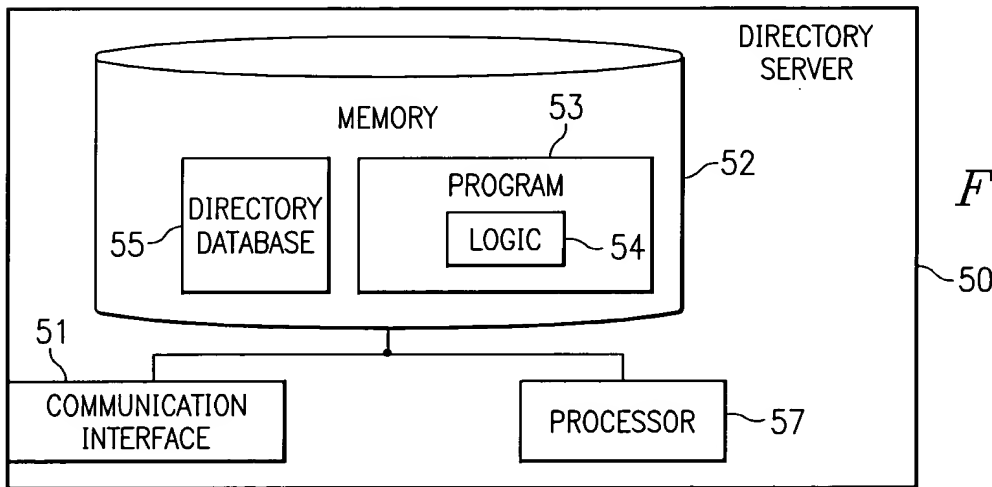 DIRECTORY
SERVER
MEMORY
53
PROGRAM
52
DIRECTORY
DATABASE
55
LOGIC
54
F
50
51
COMMUNICATION
INTERFACE
PROCESSOR
57